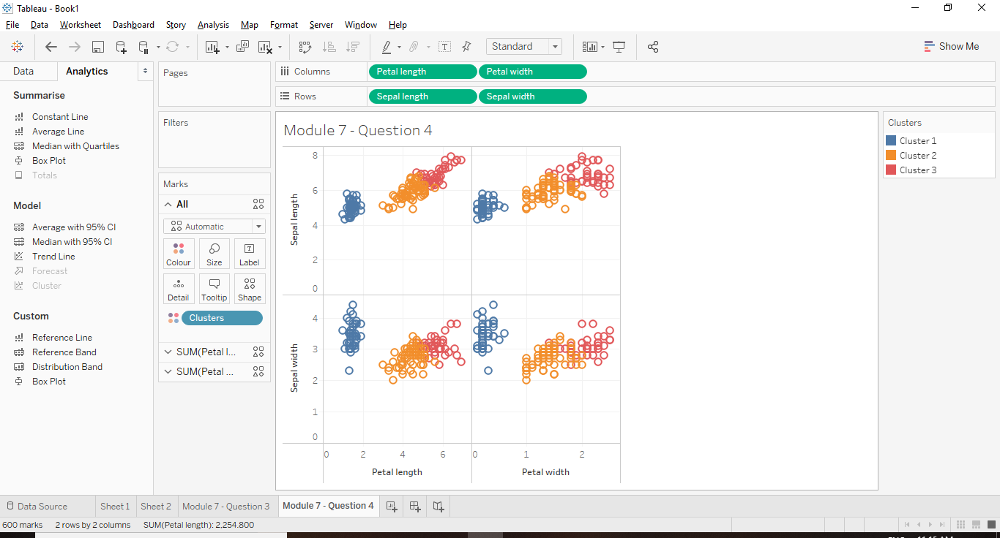 Tableau - Book1
File Data Worksheet Dashboard Story Analysis Map Format Server Window Help
Standard
Show Me
Data Analytics
Summarise
Constant Line
Average Line
Median with Quartiles
Box Plot
Totals
Model
Average with 95% CI
Median with 95% CI
Trend Line
Forecast
Cluster
Custom
Reference Line
Reference Band
Distribution Band
Box Plot
Pages
Filters
Marks
All
Automatic
Colour Size Label
Detail Tooltip Shape
Clusters
SUM(Petal l...
SUM(Petal ...
Columns Petal length Petal width
Rows Sepal length Sepal width
Module 7 - Question 4
8
6
4
2
0
Sepal length
4
3
2
1
0
Sepal width
0 2 4 6 0 1 2
Petal length Petal width
Clusters
Cluster 1
Cluster 2
Cluster 3
Data Source Sheet 1 Sheet 2 Module 7 - Question 3 Module 7 - Question 4
600 marks 2 rows by 2 columns SUM(Petal length): 2,254.800